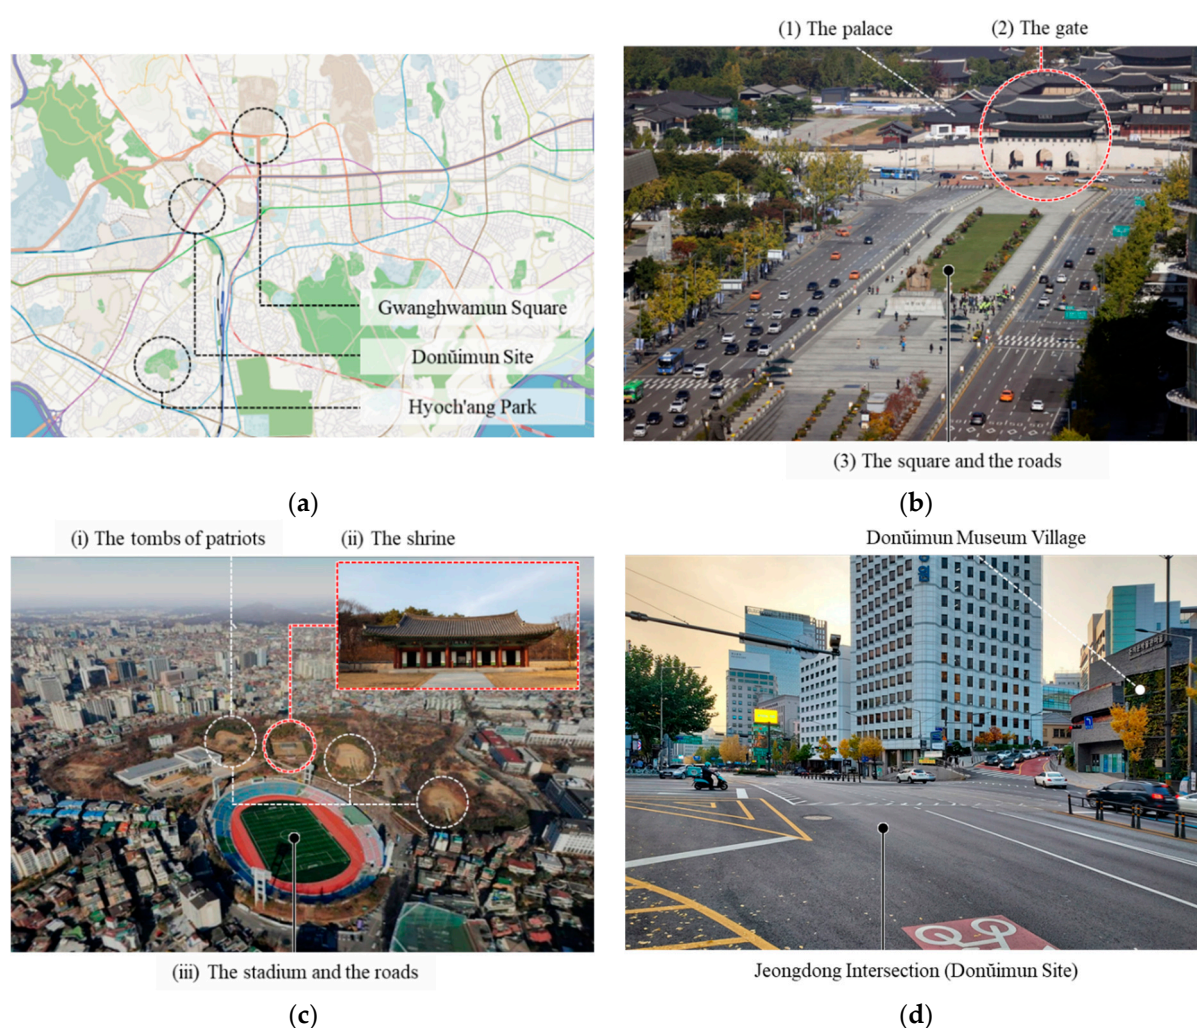 (1) The palace
(2) The gate
Gwanghwamun Square
Donŭimun Site
Hyoch'ang Park
(3) The square and the roads
(a)
(b)
(i) The tombs of patriots
(ii) The shrine
Donŭimun Museum Village
(iii) The stadium and the roads
Jeongdong Intersection (Donŭimun Site)
(c)
(d)